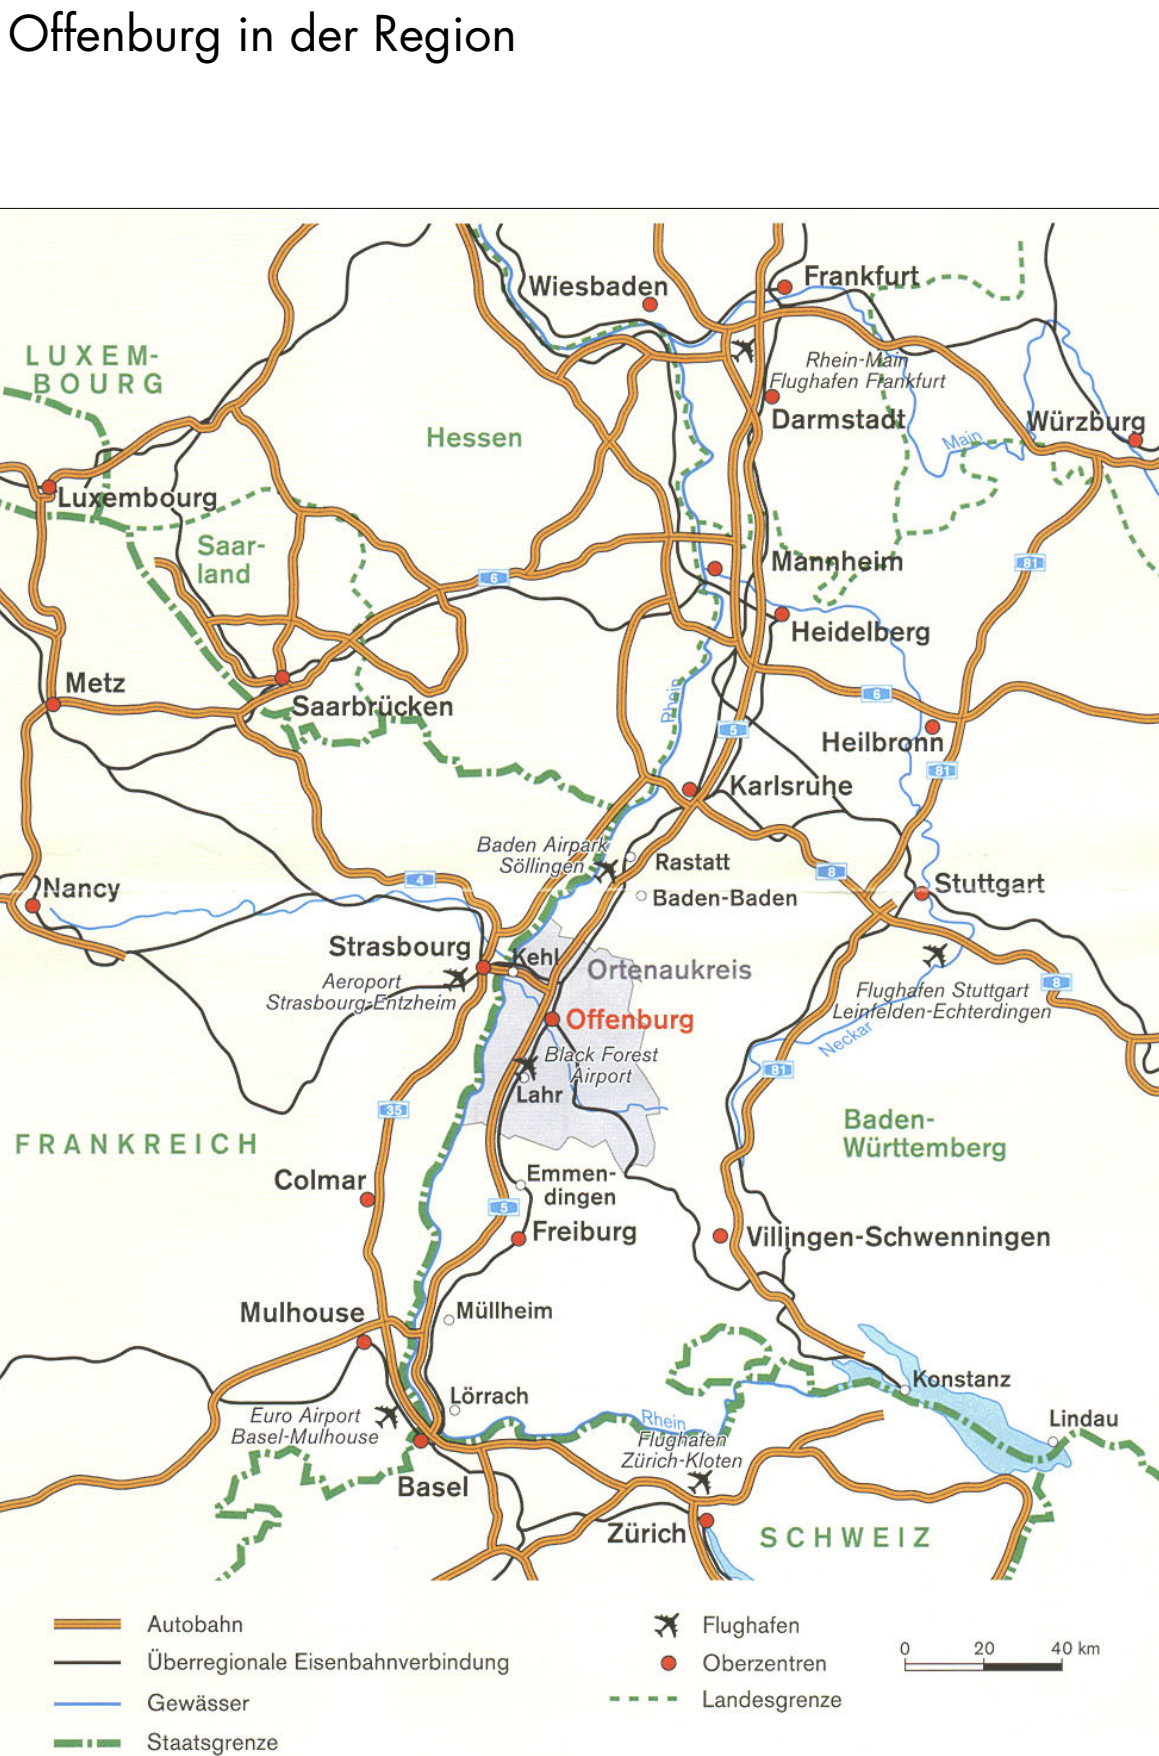 Offenburg in der Region
Wiesbaden
Frankfurt
LUXEM-
BOURG
Rhein-Main
Flughafen Frankfurt
Darmstadt
Würzburg
Hessen
Main
Luxembourg
Saar-
land
Mannheim
81
6
Heidelberg
Metz
6
Saarbrücken
Rhein
5
Heilbronn
81
Karlsruhe
Baden Airpark
Söllingen
Rastatt
8
4
Nancy
Baden-Baden
Stuttgart
Strasbourg
Kehl
Ortenaukreis
Aeroport
Strasbourg-Entzheim
8
Flughafen Stuttgart
Leinfelden-Echterdingen
Offenburg
Neckar
Black Forest
Airport
81
Lahr
35
FRANKREICH
Baden-
Württemberg
Colmar
Emmen-
dingen
5
Freiburg
Villingen-Schwenningen
Mulhouse
Müllheim
Konstanz
Lörrach
Euro Airport
Basel-Mulhouse
Rhein
Lindau
Flughafen
Zürich-Kloten
Basel
Zürich
SCHWEIZ
Autobahn
Überregionale Eisenbahnverbindung
Gewässer
Staatsgrenze
Flughafen
Oberzentren
Landesgrenze
0 20 40 km